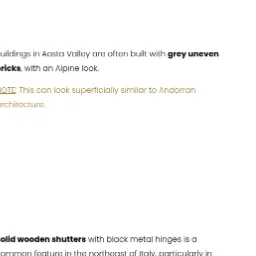 uildings in Aosta Valley are often built with grey uneven
ricks, with an Alpine look.
NOTE: This can look superficially similar to Andorran
rchitecture.
olid wooden shutters with black metal hinges is a
ommon feature in the northeast of Italy, particularly in